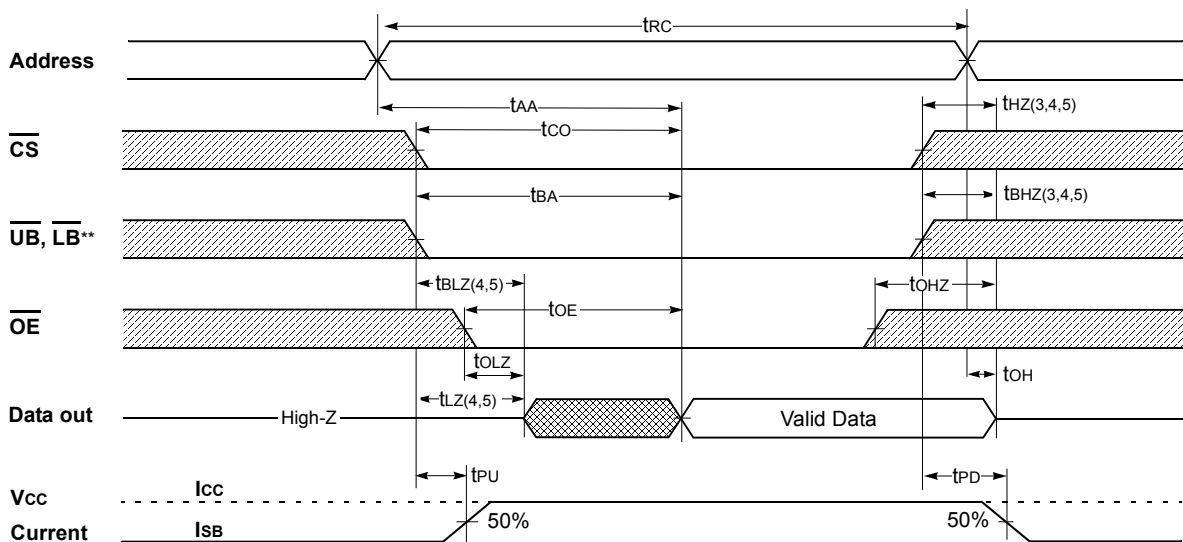 tRC
Address
tAA
tHZ(3,4,5)
tCO
CS
tBA
tBHZ(3,4,5)
UB, LB**
tBLZ(4,5)
tOHZ
tOE
OE
tOLZ
tOH
tLZ(4,5)
Data out
High-Z
Valid Data
tPU
tPD
VCC
ICC
50%
50%
Current
ISB